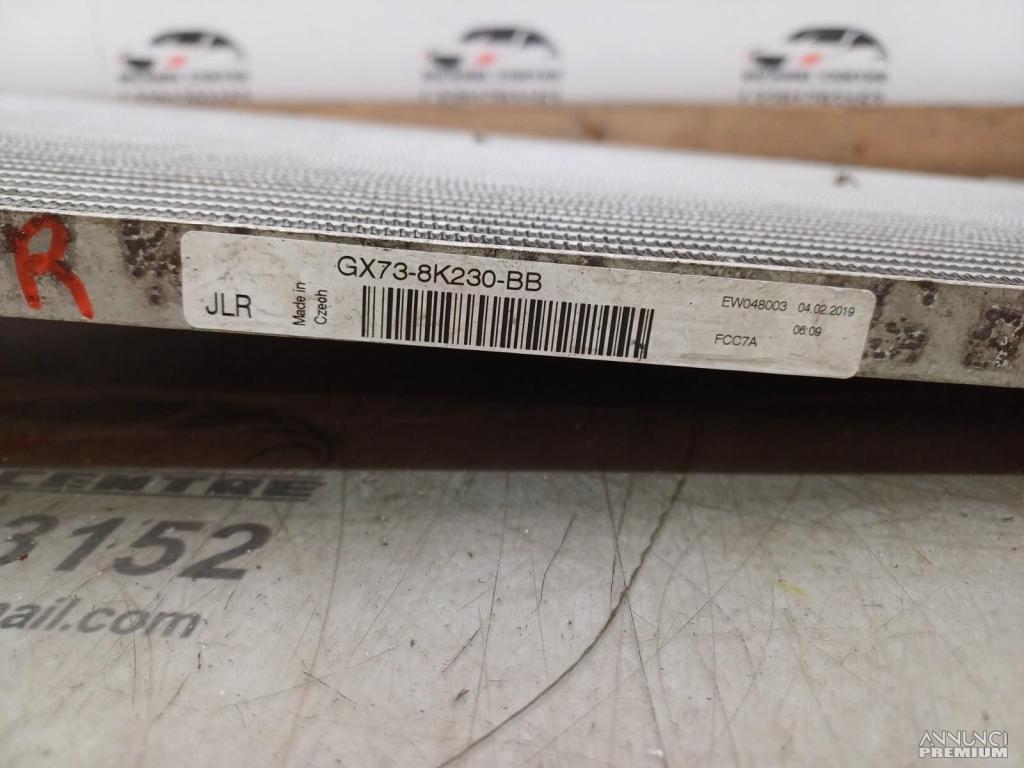 R
JLR
Made in
Czech
GX73-8K230-BB
EW048003 04.02.2019
06:09
FCC7A
CENTRE
3152
ail.com
ANNUNCI
PREMIUM